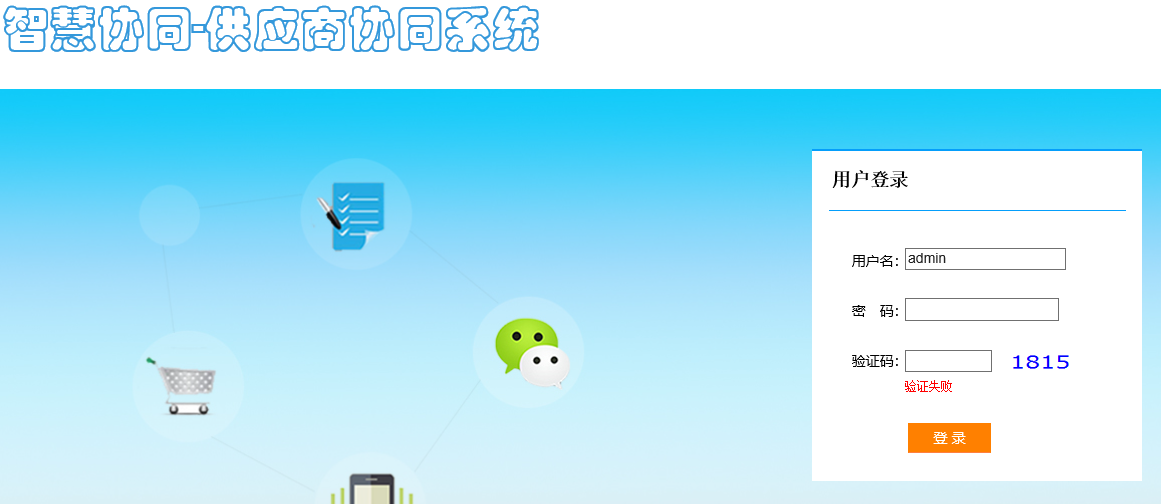 智慧协同-供应商协同系统
用户登录
用户名: admin
密 码:
验证码: 1815
验证失败
登 录